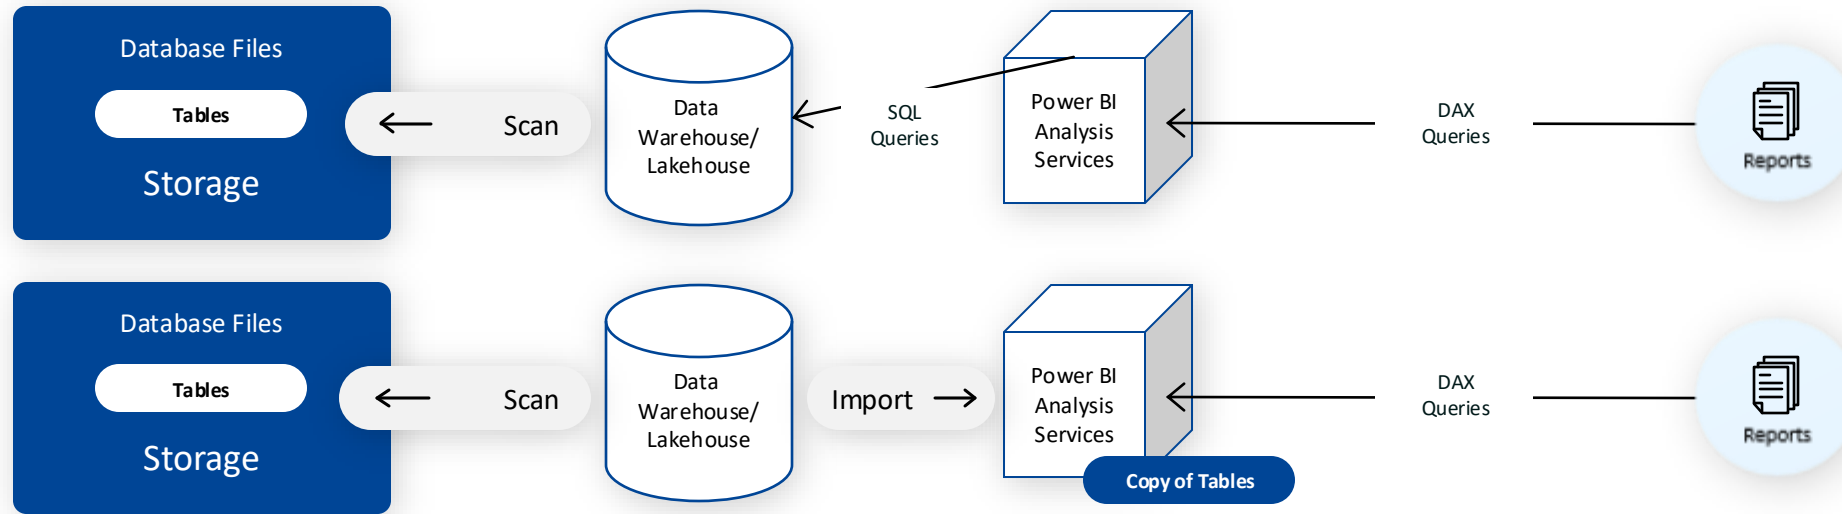 Database Files
Tables
Storage
Scan
Data
Warehouse/
Lakehouse
SQL
Queries
Power BI
Analysis
Services
DAX
Queries
Reports
Database Files
Tables
Storage
Scan
Data
Warehouse/
Lakehouse
Import
Power BI
Analysis
Services
Copy of Tables
DAX
Queries
Reports